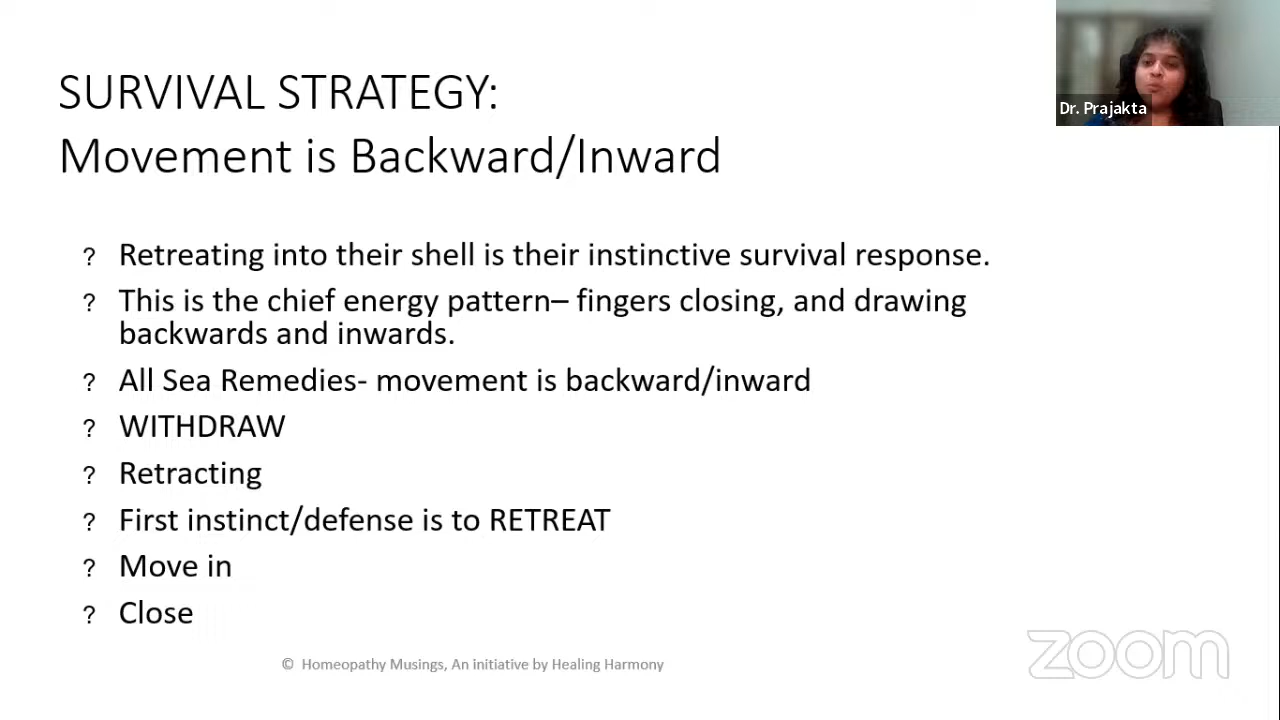 SURVIVAL STRATEGY:
Movement is Backward/Inward
Dr. Prajakta
? Retreating into their shell is their instinctive survival response.
? This is the chief energy pattern– fingers closing, and drawing
backwards and inwards.
? All Sea Remedies- movement is backward/inward
? WITHDRAW
? Retracting
? First instinct/defense is to RETREAT
? Move in
? Close
© Homeopathy Musings, An initiative by Healing Harmony
zoom